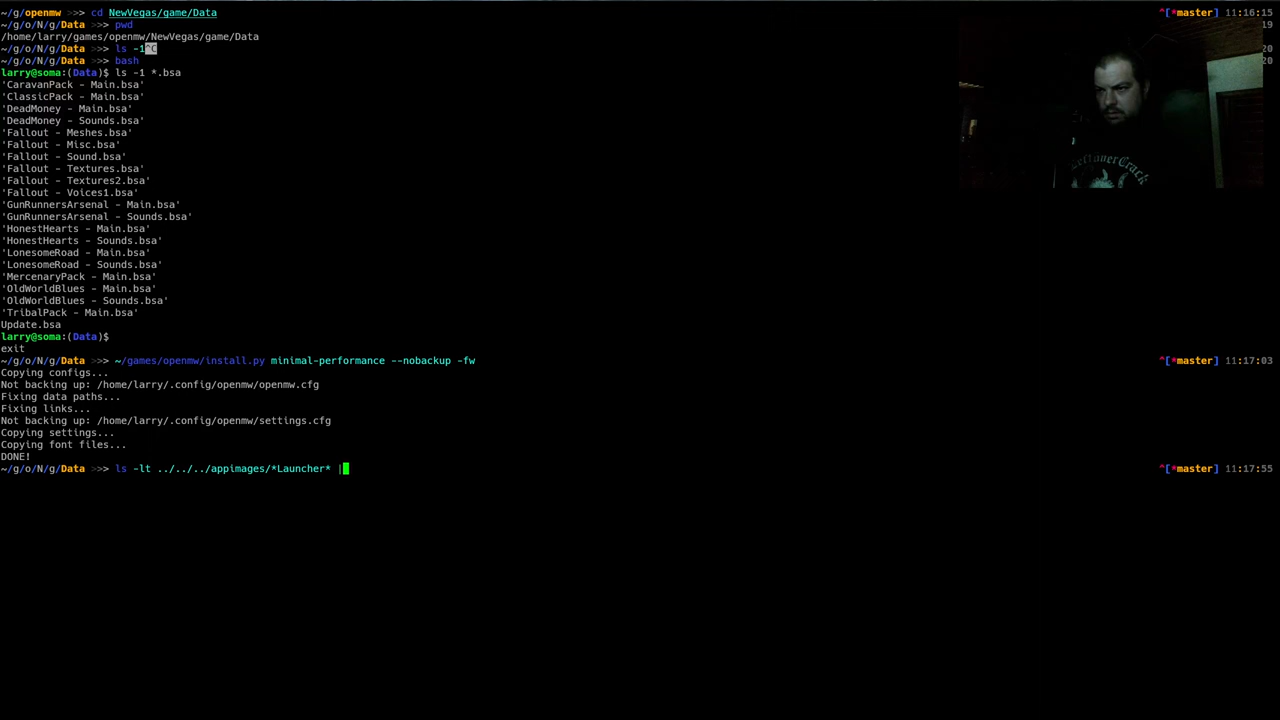 ~/g/openmw >>> cd NewVegas/game/Data ^[*master] 11:16:15
~/g/o/N/g/Data >>> pwd 19
/home/larry/games/openmw/NewVegas/game/Data
~/g/o/N/g/Data >>> ls -1^C 20
~/g/o/N/g/Data >>> bash 20
larry@soma:(Data)$ ls -1 *.bsa
'CaravanPack - Main.bsa'
'ClassicPack - Main.bsa'
'DeadMoney - Main.bsa'
'DeadMoney - Sounds.bsa'
'Fallout - Meshes.bsa'
'Fallout - Misc.bsa'
'Fallout - Sound.bsa'
'Fallout - Textures.bsa'
'Fallout - Textures2.bsa'
'Fallout - Voices1.bsa'
'GunRunnersArsenal - Main.bsa'
'GunRunnersArsenal - Sounds.bsa'
'HonestHearts - Main.bsa'
'HonestHearts - Sounds.bsa'
'LonesomeRoad - Main.bsa'
'LonesomeRoad - Sounds.bsa'
'MercenaryPack - Main.bsa'
'OldWorldBlues - Main.bsa'
'OldWorldBlues - Sounds.bsa'
'TribalPack - Main.bsa'
Update.bsa
larry@soma:(Data)$
exit
~/g/o/N/g/Data >>> ~/games/openmw/install.py minimal-performance --nobackup -fw ^[*master] 11:17:03
Copying configs...
Not backing up: /home/larry/.config/openmw/openmw.cfg
Fixing data paths...
Fixing links...
Not backing up: /home/larry/.config/openmw/settings.cfg
Copying settings...
Copying font files...
DONE!
~/g/o/N/g/Data >>> ls -lt ../../../appimages/*Launcher* | ^[*master] 11:17:55
Crack